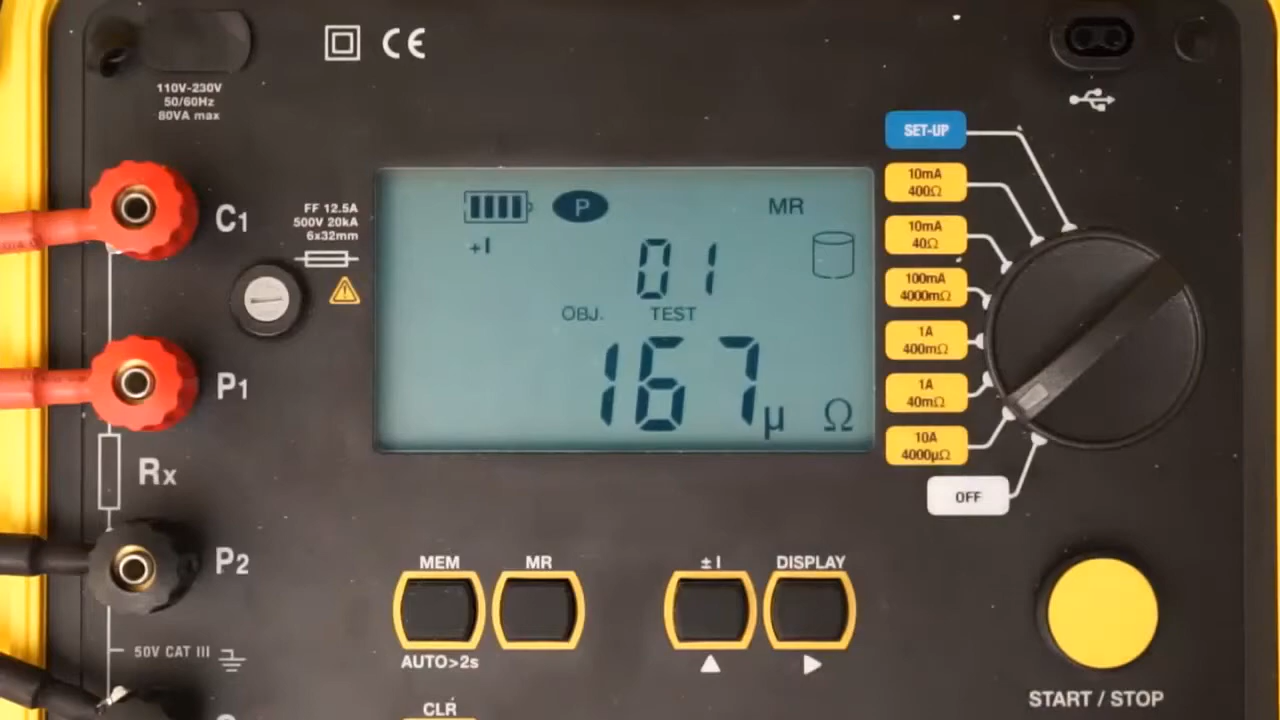 CE
110V-230V
50/60Hz
80VA max
SET-UP
10mA
400Ω
10mA
40Ω
100mA
4000mΩ
1A
400mΩ
1A
40mΩ
10A
4000µΩ
OFF
C1
FF 12.5A
500V 20kA
6x32mm
P
MR
+I
01
OBJ. TEST
167 µ Ω
P1
Rx
P2
50V CAT III
MEM
MR
± I
DISPLAY
AUTO>2s
▲
▶
CLR
START / STOP